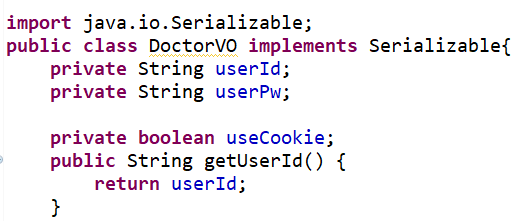 import java.io.Serializable;
public class DoctorVO implements Serializable{
    private String userId;
    private String userPw;

    private boolean useCookie;
    public String getUserId() {
        return userId;
    }